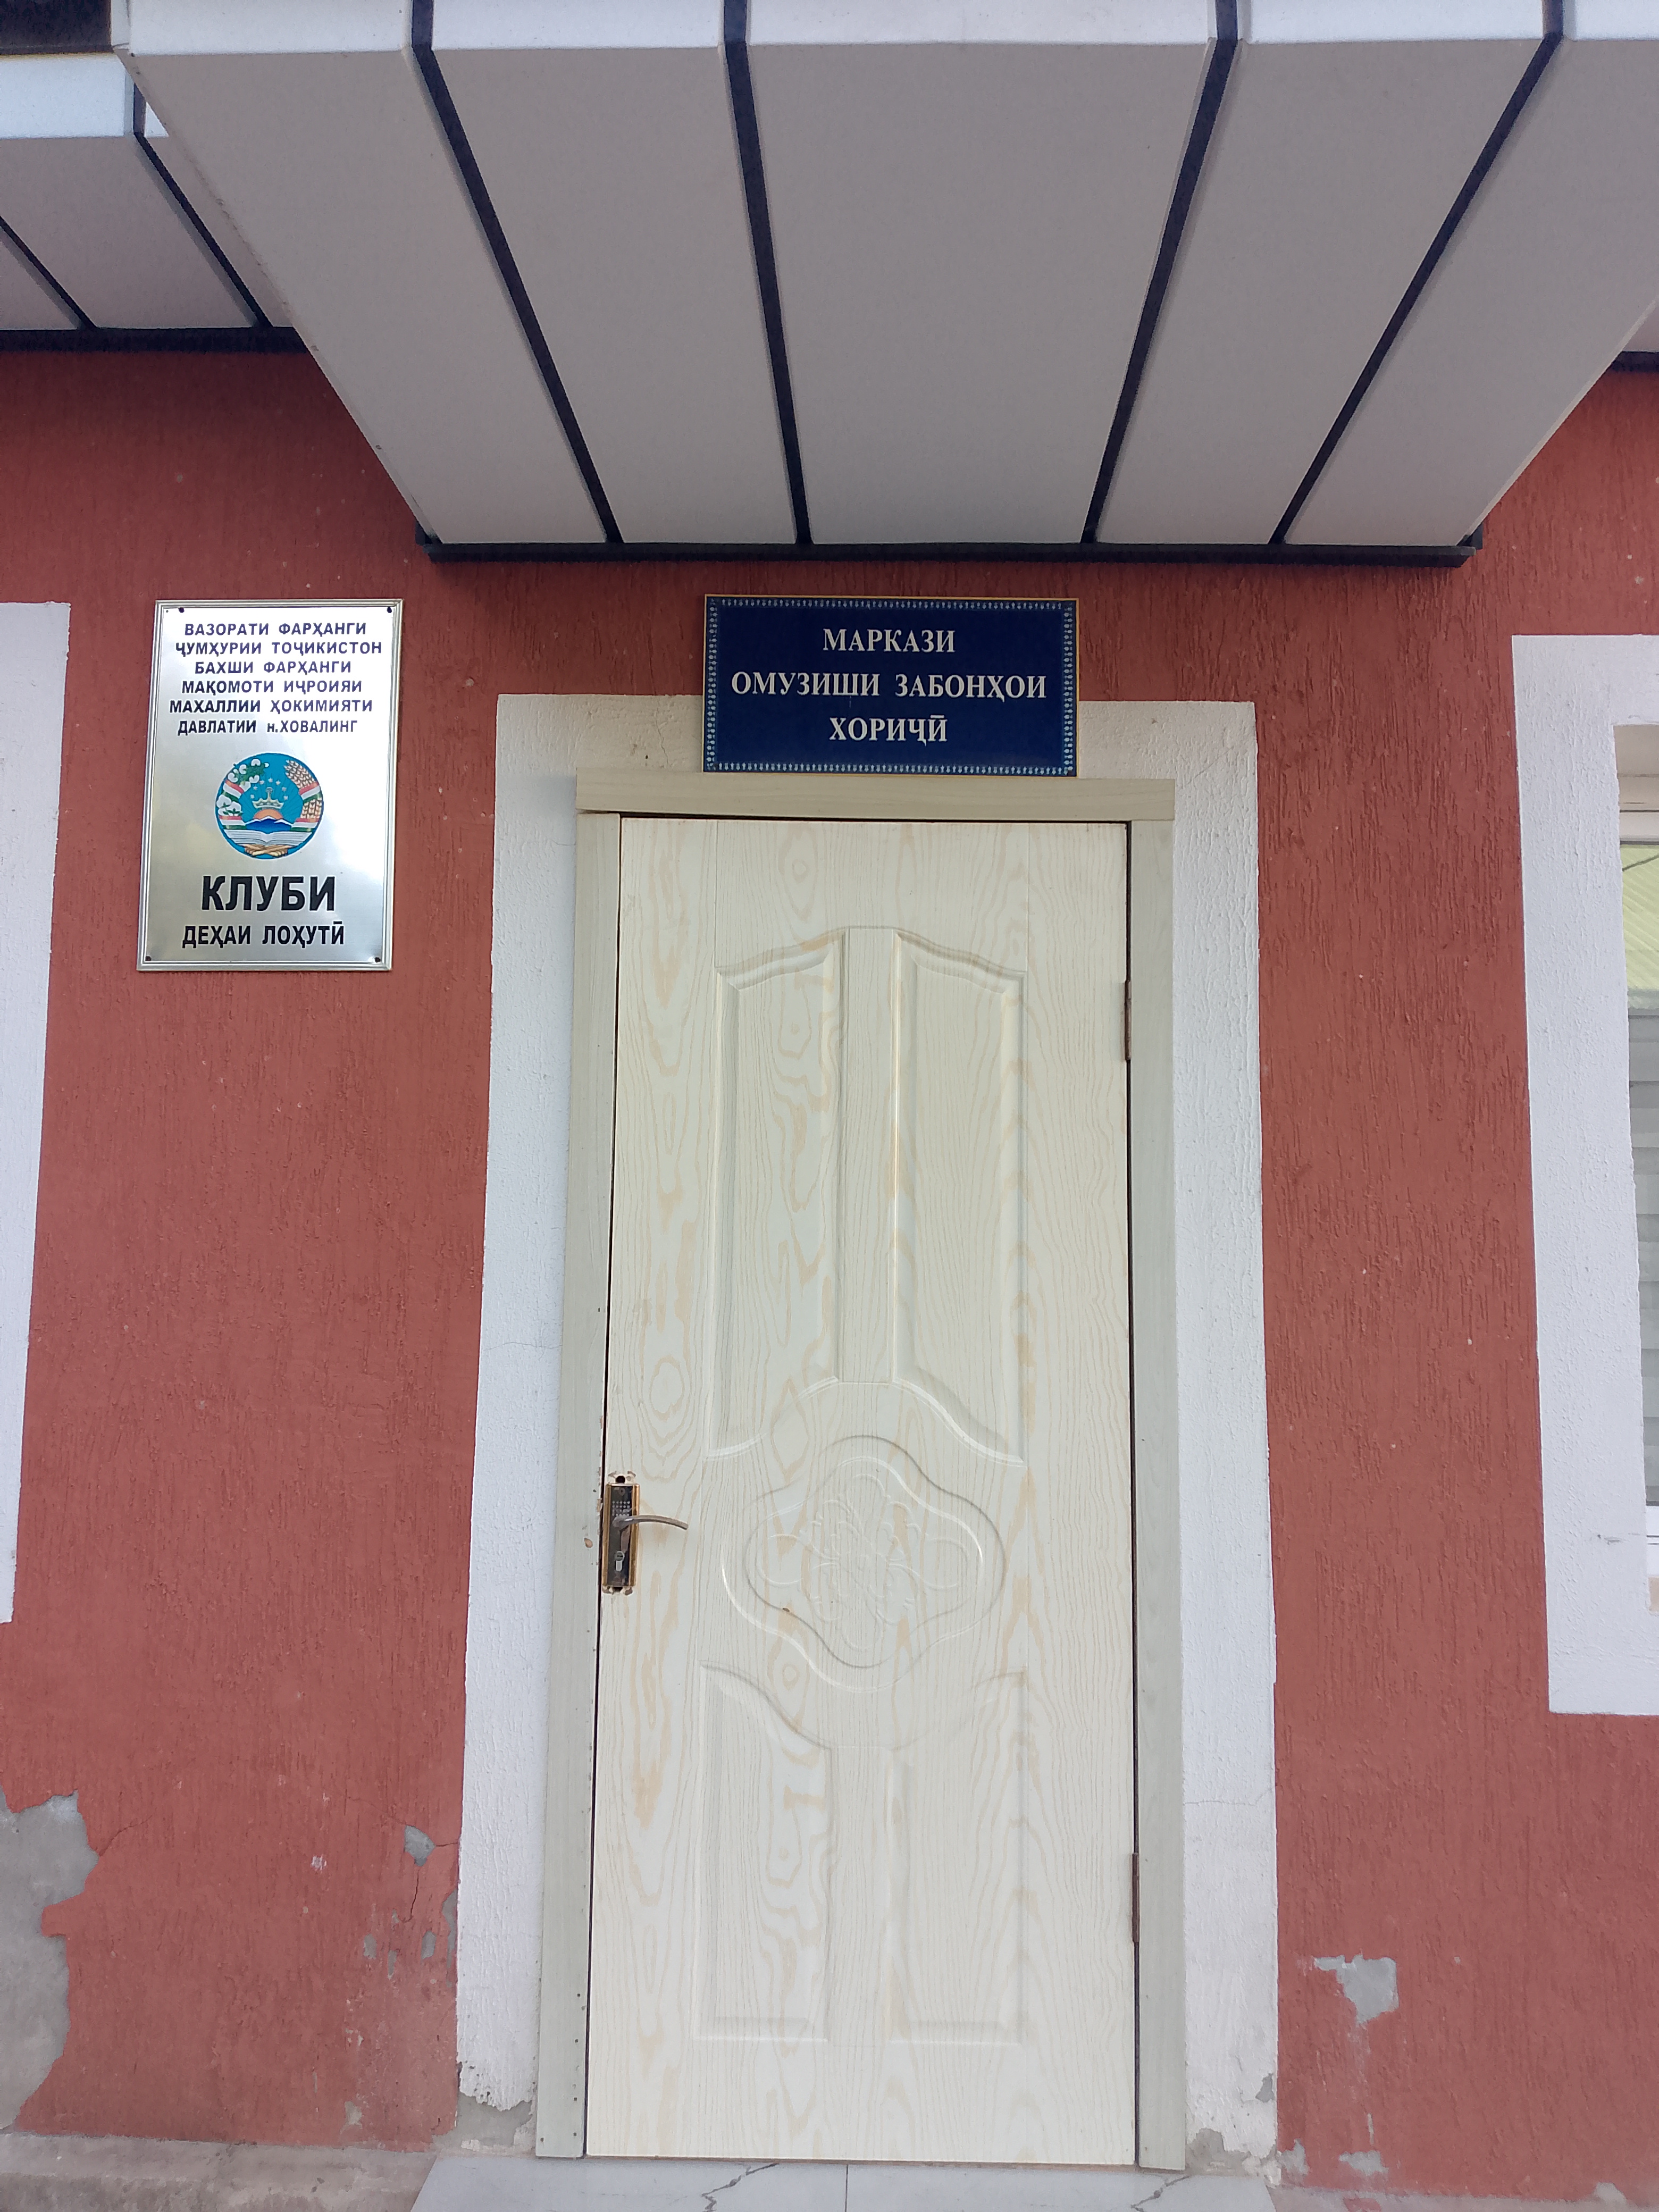 ВАЗОРАТИ ФАРҲАНГИ
ҶУМҲУРИИ ТОҶИКИСТОН
БАХШИ ФАРҲАНГИ
МАҚОМОТИ ИҶРОИЯИ
МАХАЛЛИИ ҲОКИМИЯТИ
ДАВЛАТИИ н.ХОВАЛИНГ
КЛУБИ
ДЕҲАИ ЛОҲУТӢ
МАРКАЗИ
ОМУЗИШИ ЗАБОНҲОИ
ХОРИҶӢ